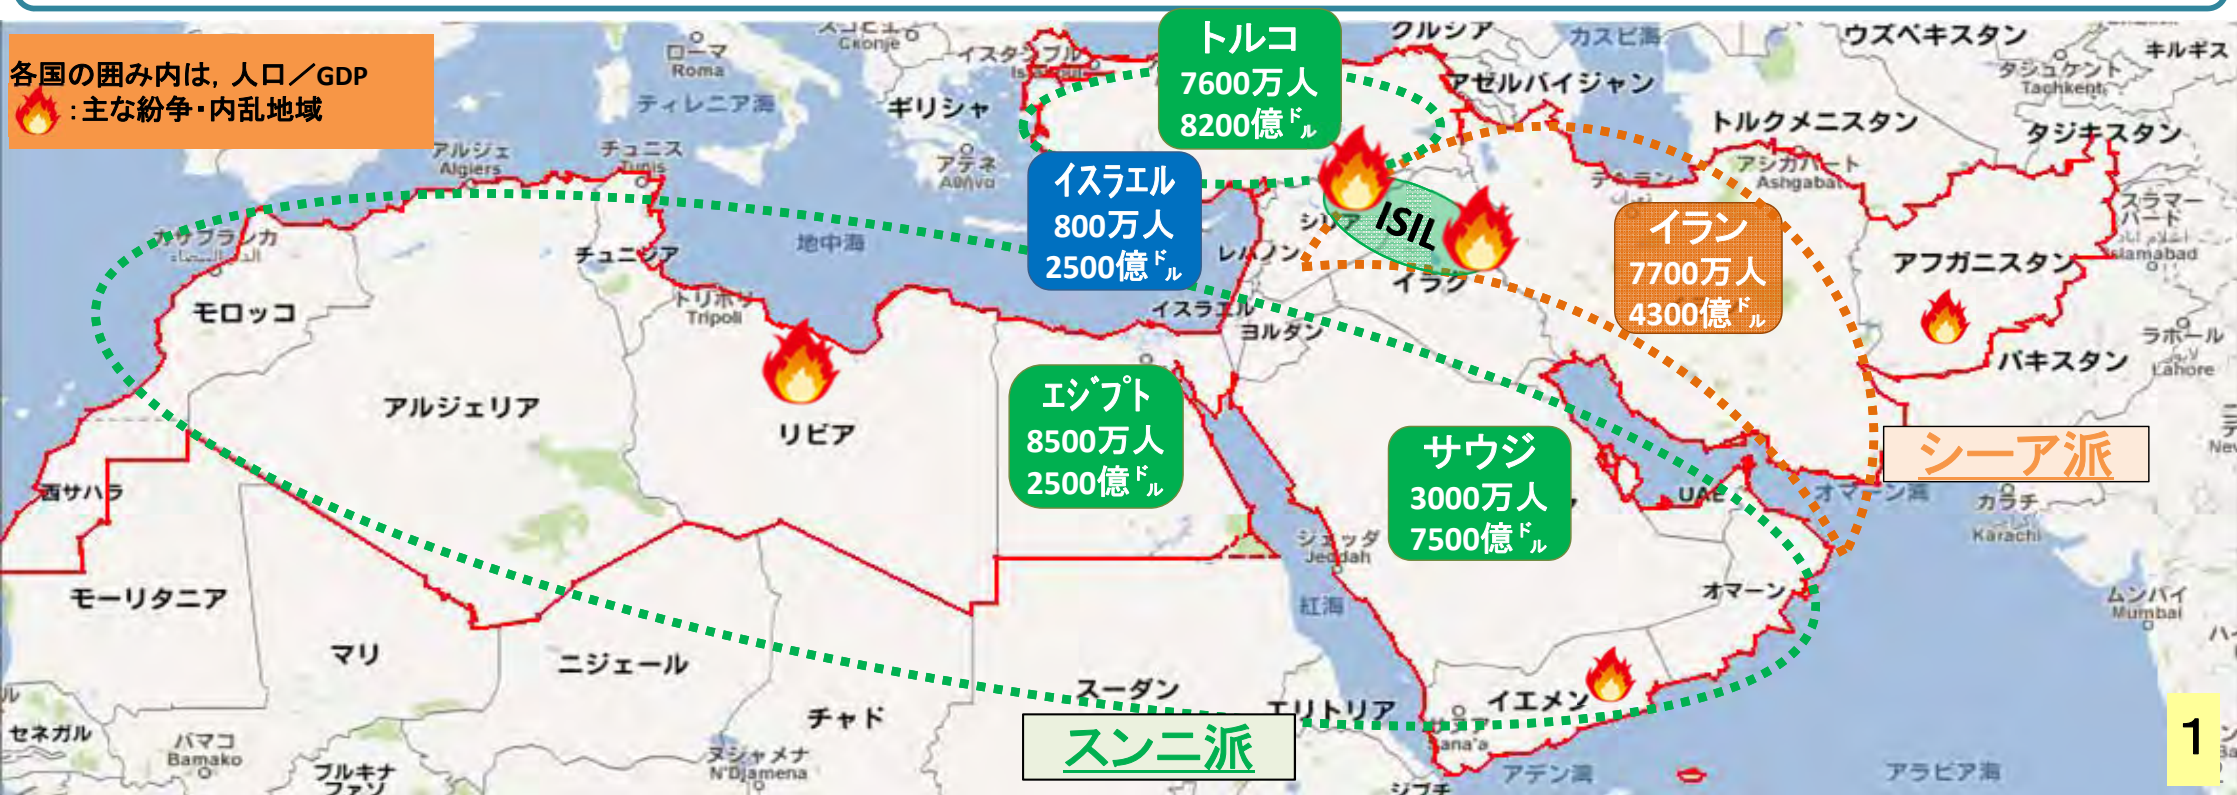 各国の囲み内は，人口／GDP
：主な紛争・内乱地域
トルコ
7600万人
8200億ドル
イスラエル
800万人
2500億ドル
イラン
7700万人
4300億ドル
エジプト
8500万人
2500億ドル
サウジ
3000万人
7500億ドル
ISIL
シーア派
スンニ派
1
ローマ
Roma
ティレニア海
Скопје
イスタンブル
ギリシャ
アテネ
Αθήνα
アゼルバイジャン
カスピ海
ウズベキスタン
キルギス
タシュケント
Tachkent
トルクメニスタン
タジキスタン
アシガバート
Ashgabat
テヘラン
アルジェ
Algiers
チュニス
Tunis
カサブランカ
チュニジア
地中海
シリア
レバノン
イラク
アフガニスタン
モロッコ
トリポリ
Tripoli
イスラエル
ヨルダン
パキスタン
ラホール
Lahore
アルジェリア
リビア
西サハラ
UAE
オマーン湾
カラチ
Karachi
シェッダ
Jeddah
モーリタニア
紅海
オマーン
ムンバイ
Mumbai
マリ
ニジェール
チャド
スーダン
エリトリア
イエメン
サヌア
Sana'a
セネガル
バマコ
Bamako
ブルキナ
ファソ
ヌジャメナ
N'Djamena
アデン湾
アラビア海
ジブチ